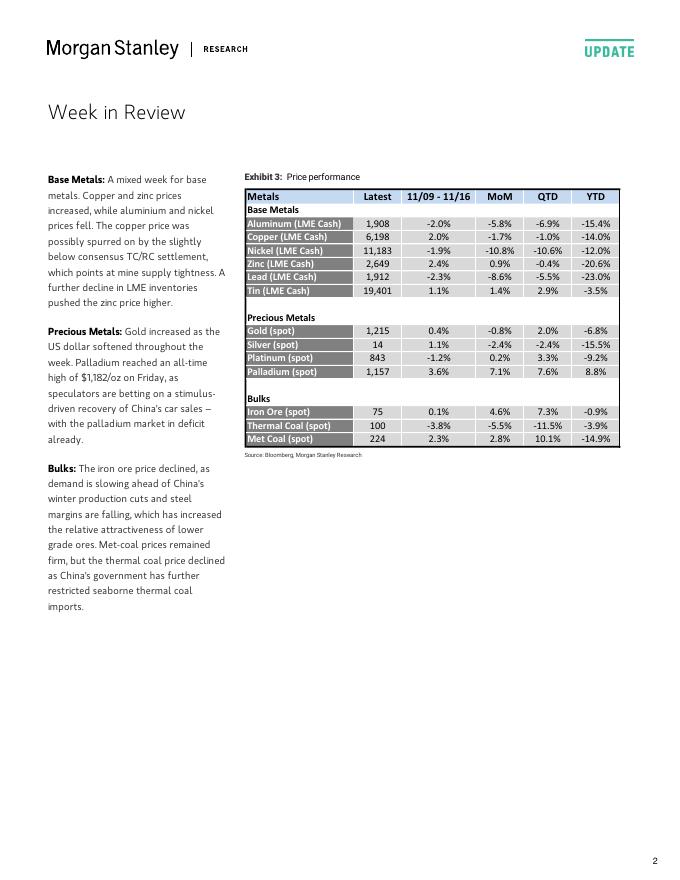 Morgan Stanley | RESEARCH
UPDATE
Week in Review
Base Metals: A mixed week for base
metals. Copper and zinc prices
increased, while aluminium and nickel
prices fell. The copper price was
possibly spurred on by the slightly
below consensus TC/RC settlement,
which points at mine supply tightness. A
further decline in LME inventories
pushed the zinc price higher.
Precious Metals: Gold increased as the
US dollar softened throughout the
week. Palladium reached an all-time
high of $1,182/oz on Friday, as
speculators are betting on a stimulus-
driven recovery of China's car sales –
with the palladium market in deficit
already.
Bulks: The iron ore price declined, as
demand is slowing ahead of China's
winter production cuts and steel
margins are falling, which has increased
the relative attractiveness of lower
grade ores. Met-coal prices remained
firm, but the thermal coal price declined
as China's government has further
restricted seaborne thermal coal
imports.
Exhibit 3: Price performance
Metals Latest 11/09 - 11/16 MoM QTD YTD
Base Metals
Aluminum (LME Cash) 1,908 -2.0% -5.8% -6.9% -15.4%
Copper (LME Cash) 6,198 2.0% -1.7% -1.0% -14.0%
Nickel (LME Cash) 11,183 -1.9% -10.8% -10.6% -12.0%
Zinc (LME Cash) 2,649 2.4% 0.9% -0.4% -20.6%
Lead (LME Cash) 1,912 -2.3% -8.6% -5.5% -23.0%
Tin (LME Cash) 19,401 1.1% 1.4% 2.9% -3.5%
Precious Metals
Gold (spot) 1,215 0.4% -0.8% 2.0% -6.8%
Silver (spot) 14 1.1% -2.4% -2.4% -15.5%
Platinum (spot) 843 -1.2% 0.2% 3.3% -9.2%
Palladium (spot) 1,157 3.6% 7.1% 7.6% 8.8%
Bulks
Iron Ore (spot) 75 0.1% 4.6% 7.3% -0.9%
Thermal Coal (spot) 100 -3.8% -5.5% -11.5% -3.9%
Met Coal (spot) 224 2.3% 2.8% 10.1% -14.9%
Source: Bloomberg, Morgan Stanley Research
2